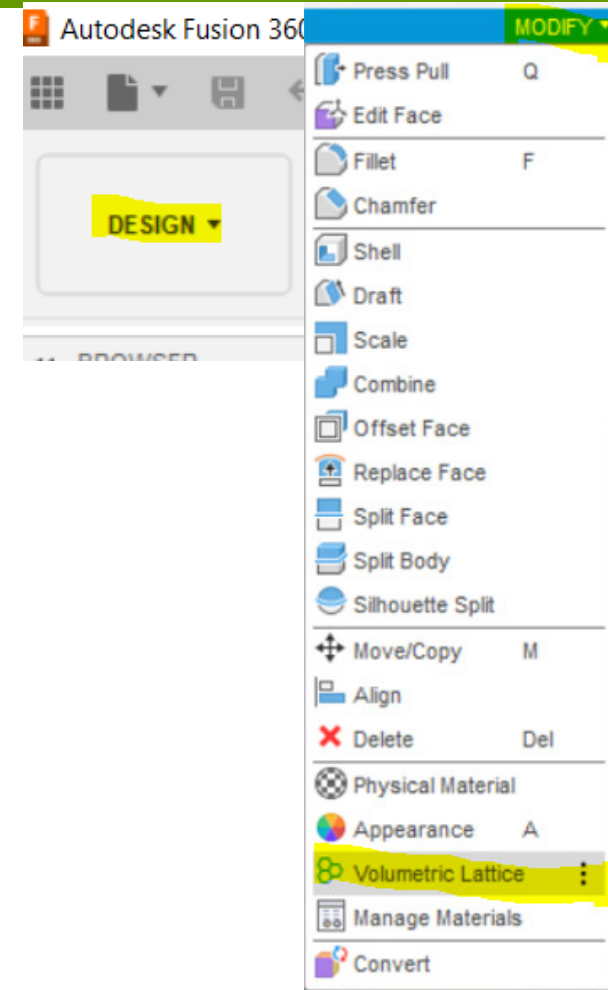 Autodesk Fusion 36
DESIGN
MODIFY
Press Pull Q
Edit Face
Fillet F
Chamfer
Shell
Draft
Scale
Combine
Offset Face
Replace Face
Split Face
Split Body
Silhouette Split
Move/Copy M
Align
Delete Del
Physical Material
Appearance A
Volumetric Lattice
Manage Materials
Convert